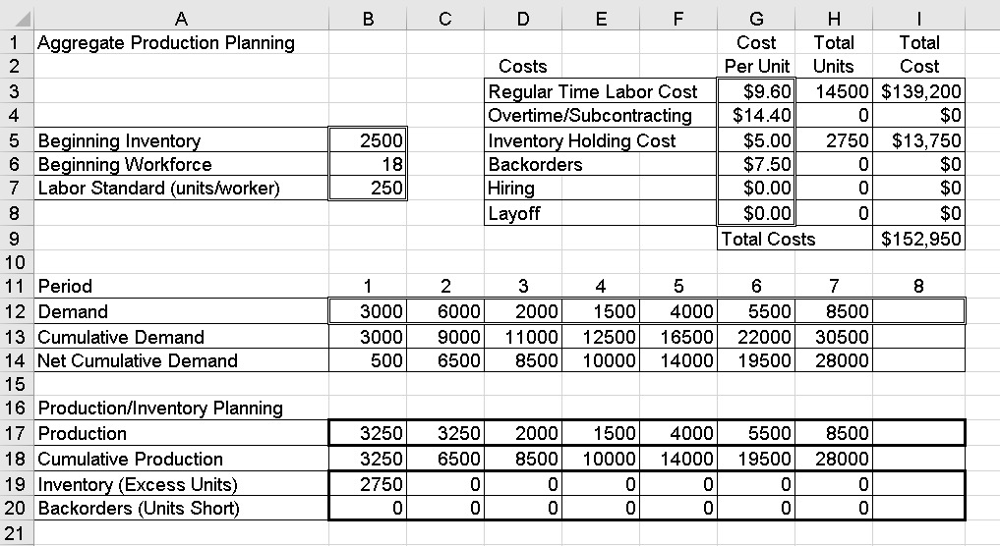 A B C D E F G H I
1 Aggregate Production Planning Cost Total Total
2 Costs Per Unit Units Cost
3 Regular Time Labor Cost $9.60 14500 $139,200
4 Overtime/Subcontracting $14.40 0 $0
5 Beginning Inventory 2500 Inventory Holding Cost $5.00 2750 $13,750
6 Beginning Workforce 18 Backorders $7.50 0 $0
7 Labor Standard (units/worker) 250 Hiring $0.00 0 $0
8 Layoff $0.00 0 $0
9 Total Costs $152,950
10
11 Period 1 2 3 4 5 6 7 8
12 Demand 3000 6000 2000 1500 4000 5500 8500
13 Cumulative Demand 3000 9000 11000 12500 16500 22000 30500
14 Net Cumulative Demand 500 6500 8500 10000 14000 19500 28000
15
16 Production/Inventory Planning
17 Production 3250 3250 2000 1500 4000 5500 8500
18 Cumulative Production 3250 6500 8500 10000 14000 19500 28000
19 Inventory (Excess Units) 2750 0 0 0 0 0 0
20 Backorders (Units Short) 0 0 0 0 0 0 0
21